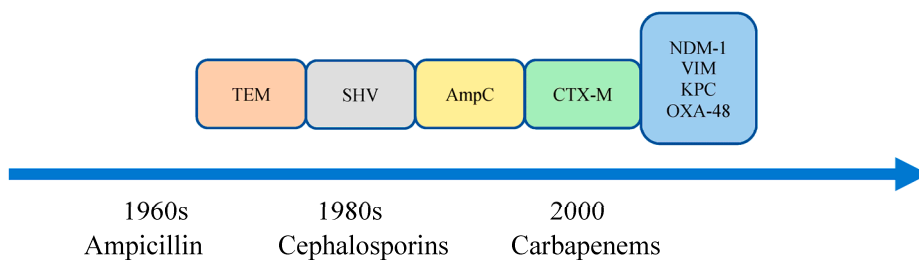 TEM
SHV
AmpC
CTX-M
NDM-1
VIM
KPC
OXA-48
1960s
Ampicillin
1980s
Cephalosporins
2000
Carbapenems